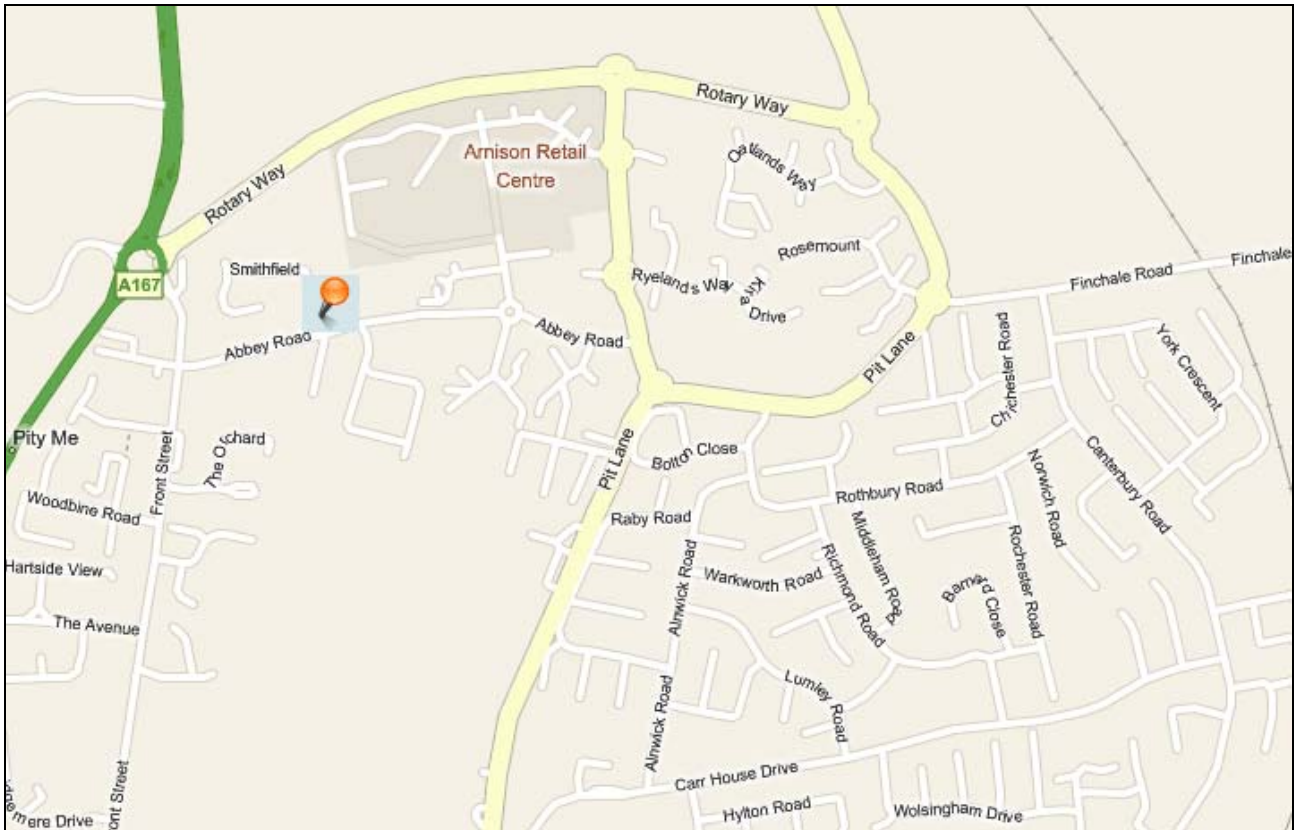 Rotary Way
Arnison Retail
Centre
Oatlands Way
Rotary Way
Smithfield
A167
Rosemount
Ryelands Way
Kira
Drive
Finchale Road
Finchale
Abbey Road
Abbey Road
Pit Lane
Chichester Road
York Crescent
Pity Me
The Orchard
Front Street
Pit Lane
Bolton Close
Canterbury Road
Norwich Road
Rothbury Road
Woodbine Road
Raby Road
Middleham Road
Rochester Road
Hartside View
Alnwick Road
Warkworth Road
Richmond Road
Barnard Close
The Avenue
Lumley Road
Alnwick Road
Carr House Drive
Hylton Road
Wolsingham Drive
mere Drive
ont Street